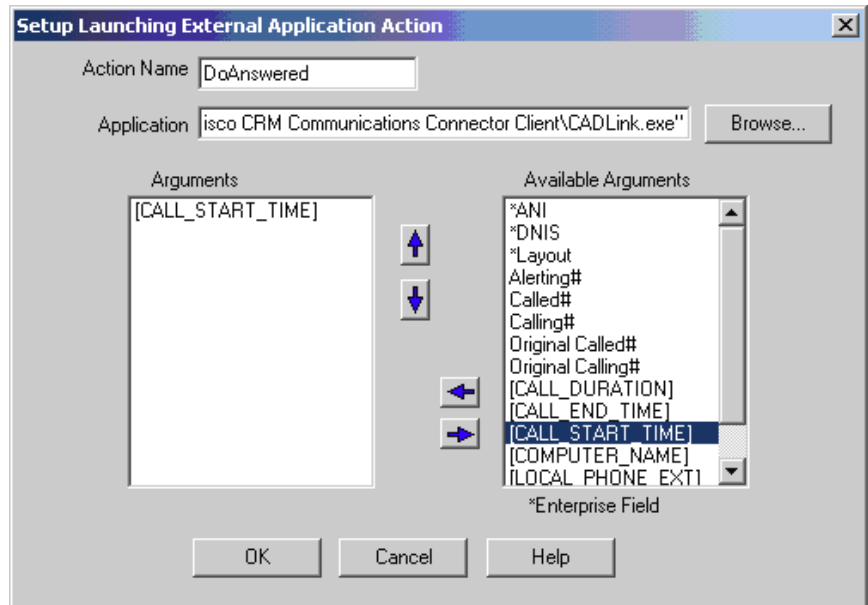 Setup Launching External Application Action
Action Name DoAnswered
Application isco CRM Communications Connector Client\CADLink.exe" Browse...
Arguments
[CALL_START_TIME]
Available Arguments
*ANI
*DNIS
*Layout
Alerting#
Called#
Calling#
Original Called#
Original Calling#
[CALL_DURATION]
[CALL_END_TIME]
[CALL_START_TIME]
[COMPUTER_NAME]
[LOCAL_PHONE_EXT]
*Enterprise Field
OK Cancel Help